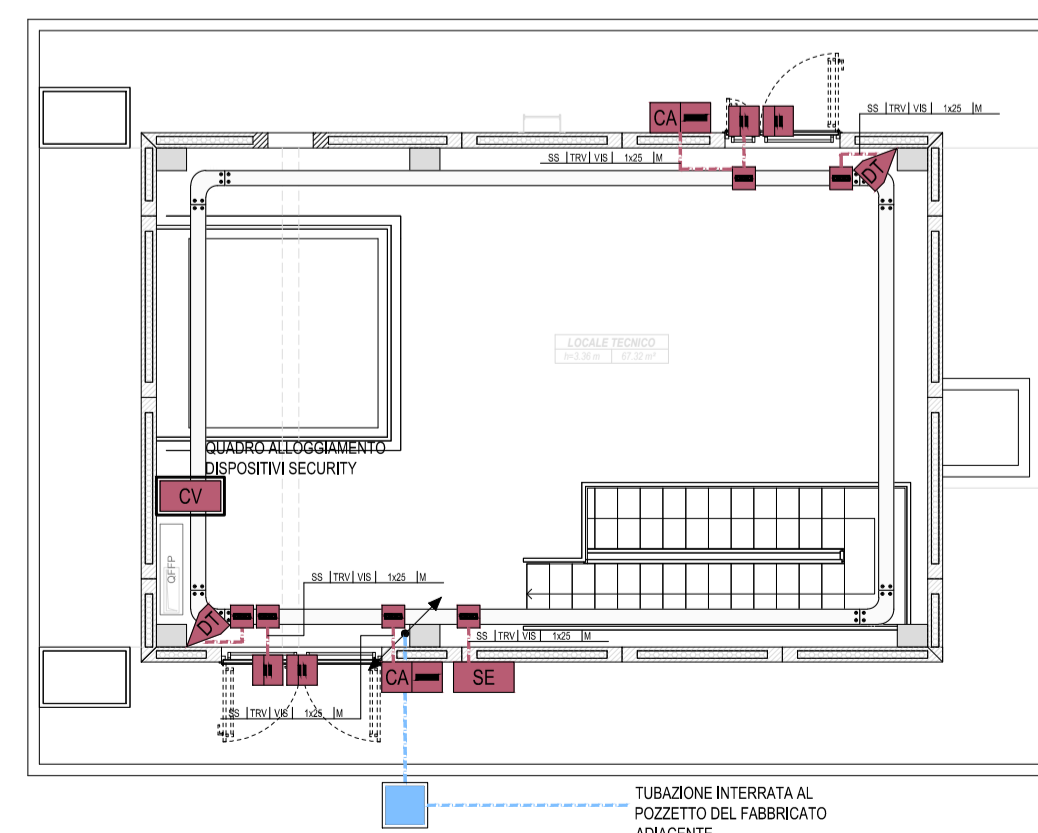 SS TRV VIS 1x25 M
CA
SS TRV VIS 1x25 M
DT
LOCALE TECNICO
h=3.36 m 67.32 m²
QUADRO ALLOGGIAMENTO
DISPOSITIVI SECURITY
CV
QFFP
SS TRV VIS 1x25 M
DT
SS TRV VIS 1x25 M
CA
SE
SS TRV VIS 1x25 M
TUBAZIONE INTERRATA AL
POZZETTO DEL FABBRICATO
ADIACENTE